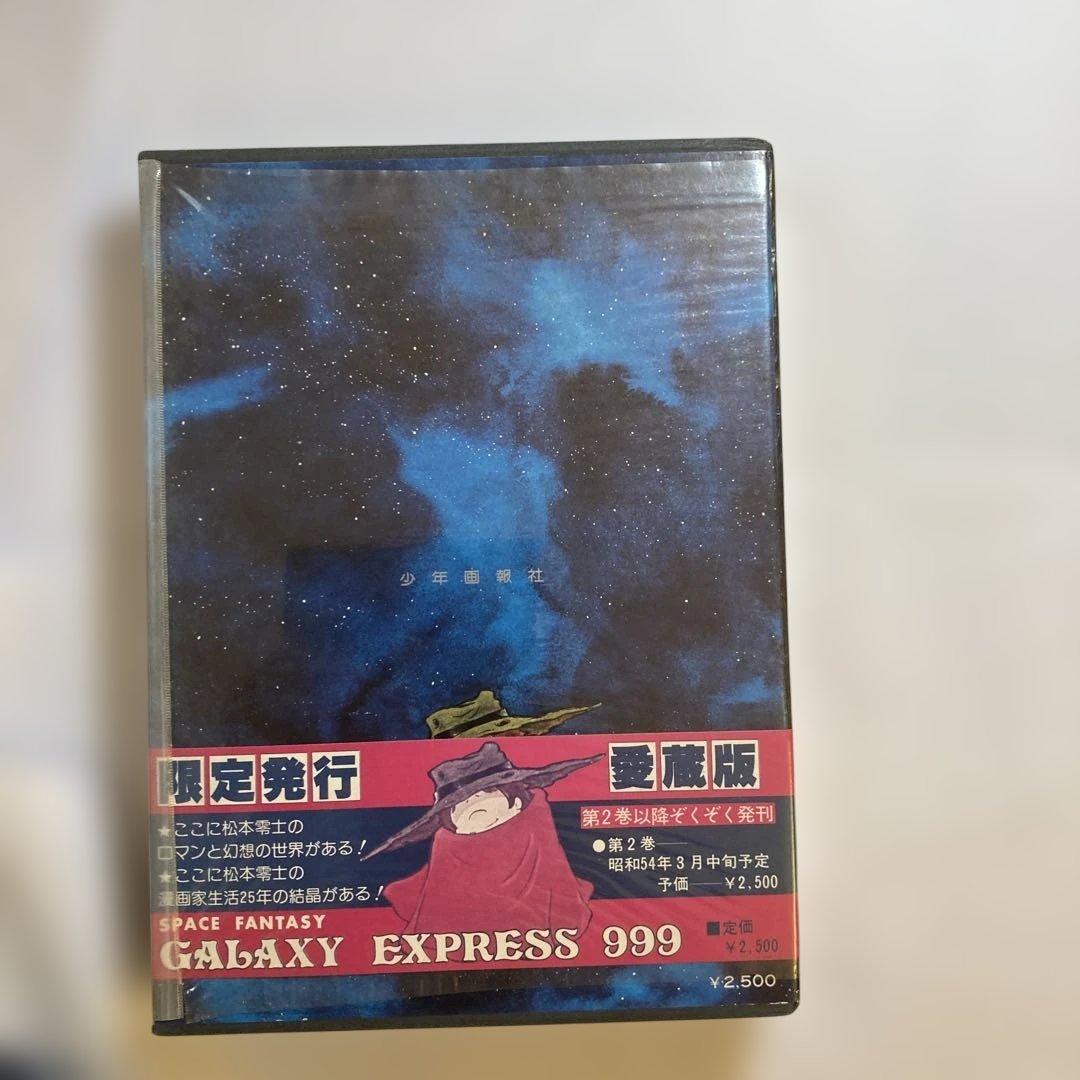 少年画報社
限定発行
★ここに松本零士の
ロマンと幻想の世界がある!
★ここに松本零士の
漫画家生活25年の結晶がある!
愛蔵版
第2巻以降ぞくぞく発刊
●第2巻──
昭和54年3月中旬予定
予価──¥2,500
SPACE FANTASY
GALAXY EXPRESS 999
■定価
¥2,500
¥2,500